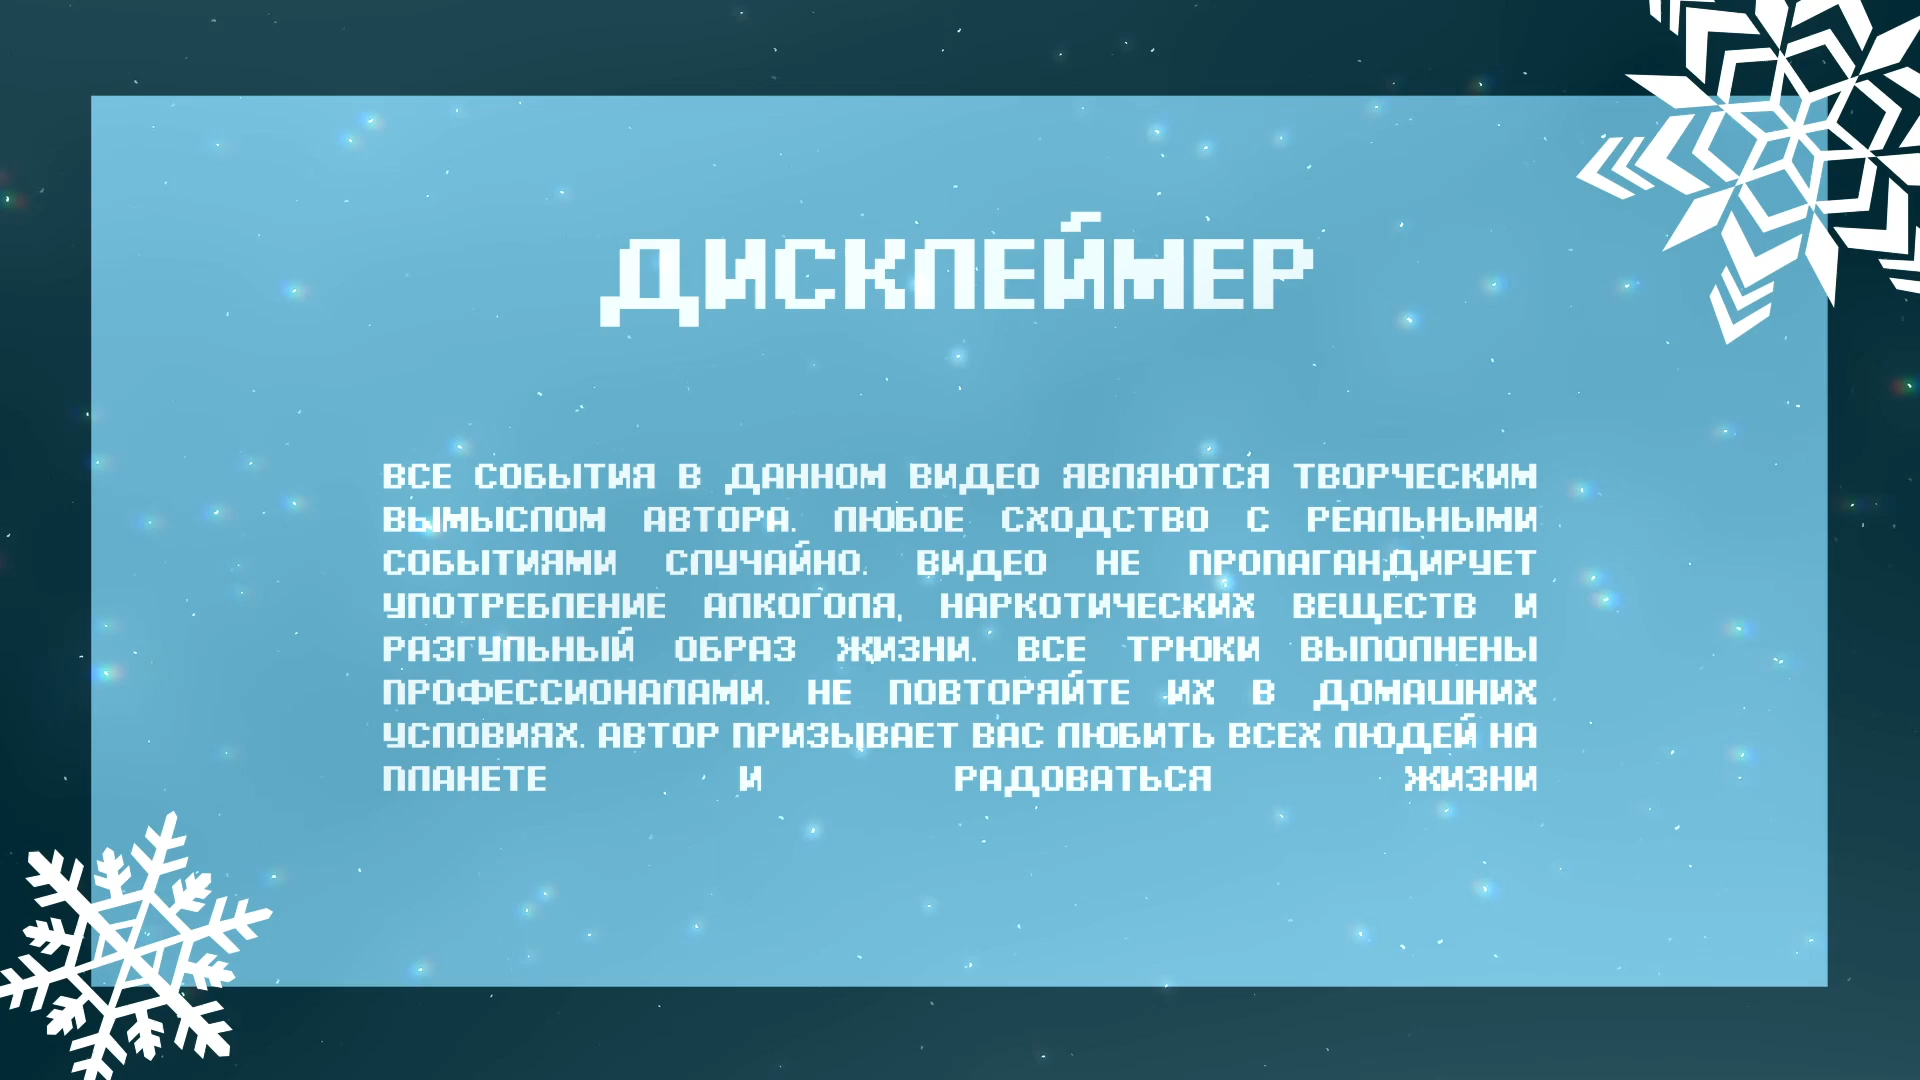 ДИСКЛЕЙМЕР
ВСЕ СОБЫТИЯ В ДАННОМ ВИДЕО ЯВЛЯЮТСЯ ТВОРЧЕСКИМ
ВЫМЫСЛОМ АВТОРА. ЛЮБОЕ СХОДСТВО С РЕАЛЬНЫМИ
СОБЫТИЯМИ СЛУЧАЙНО. ВИДЕО НЕ ПРОПАГАНДИРУЕТ
УПОТРЕБЛЕНИЕ АЛКОГОЛЯ, НАРКОТИЧЕСКИХ ВЕЩЕСТВ И
РАЗГУЛЬНЫЙ ОБРАЗ ЖИЗНИ. ВСЕ ТРЮКИ ВЫПОЛНЕНЫ
ПРОФЕССИОНАЛАМИ. НЕ ПОВТОРЯЙТЕ ИХ В ДОМАШНИХ
УСЛОВИЯХ. АВТОР ПРИЗЫВАЕТ ВАС ЛЮБИТЬ ВСЕХ ЛЮДЕЙ НА
ПЛАНЕТЕ И РАДОВАТЬСЯ ЖИЗНИ